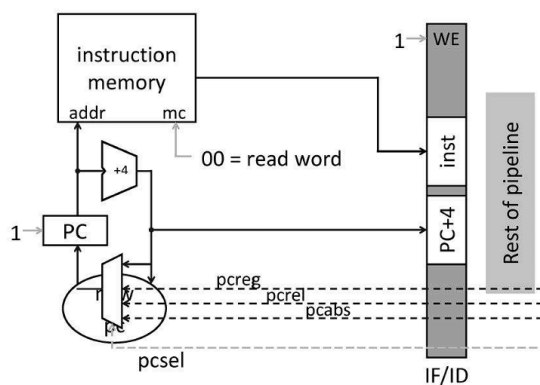 instruction
memory
addr
mc
00 = read word
+4
1
PC
1
WE
inst
PC+4
Rest of pipeline
pcreg
pcrel
pcabs
pcsel
IF/ID